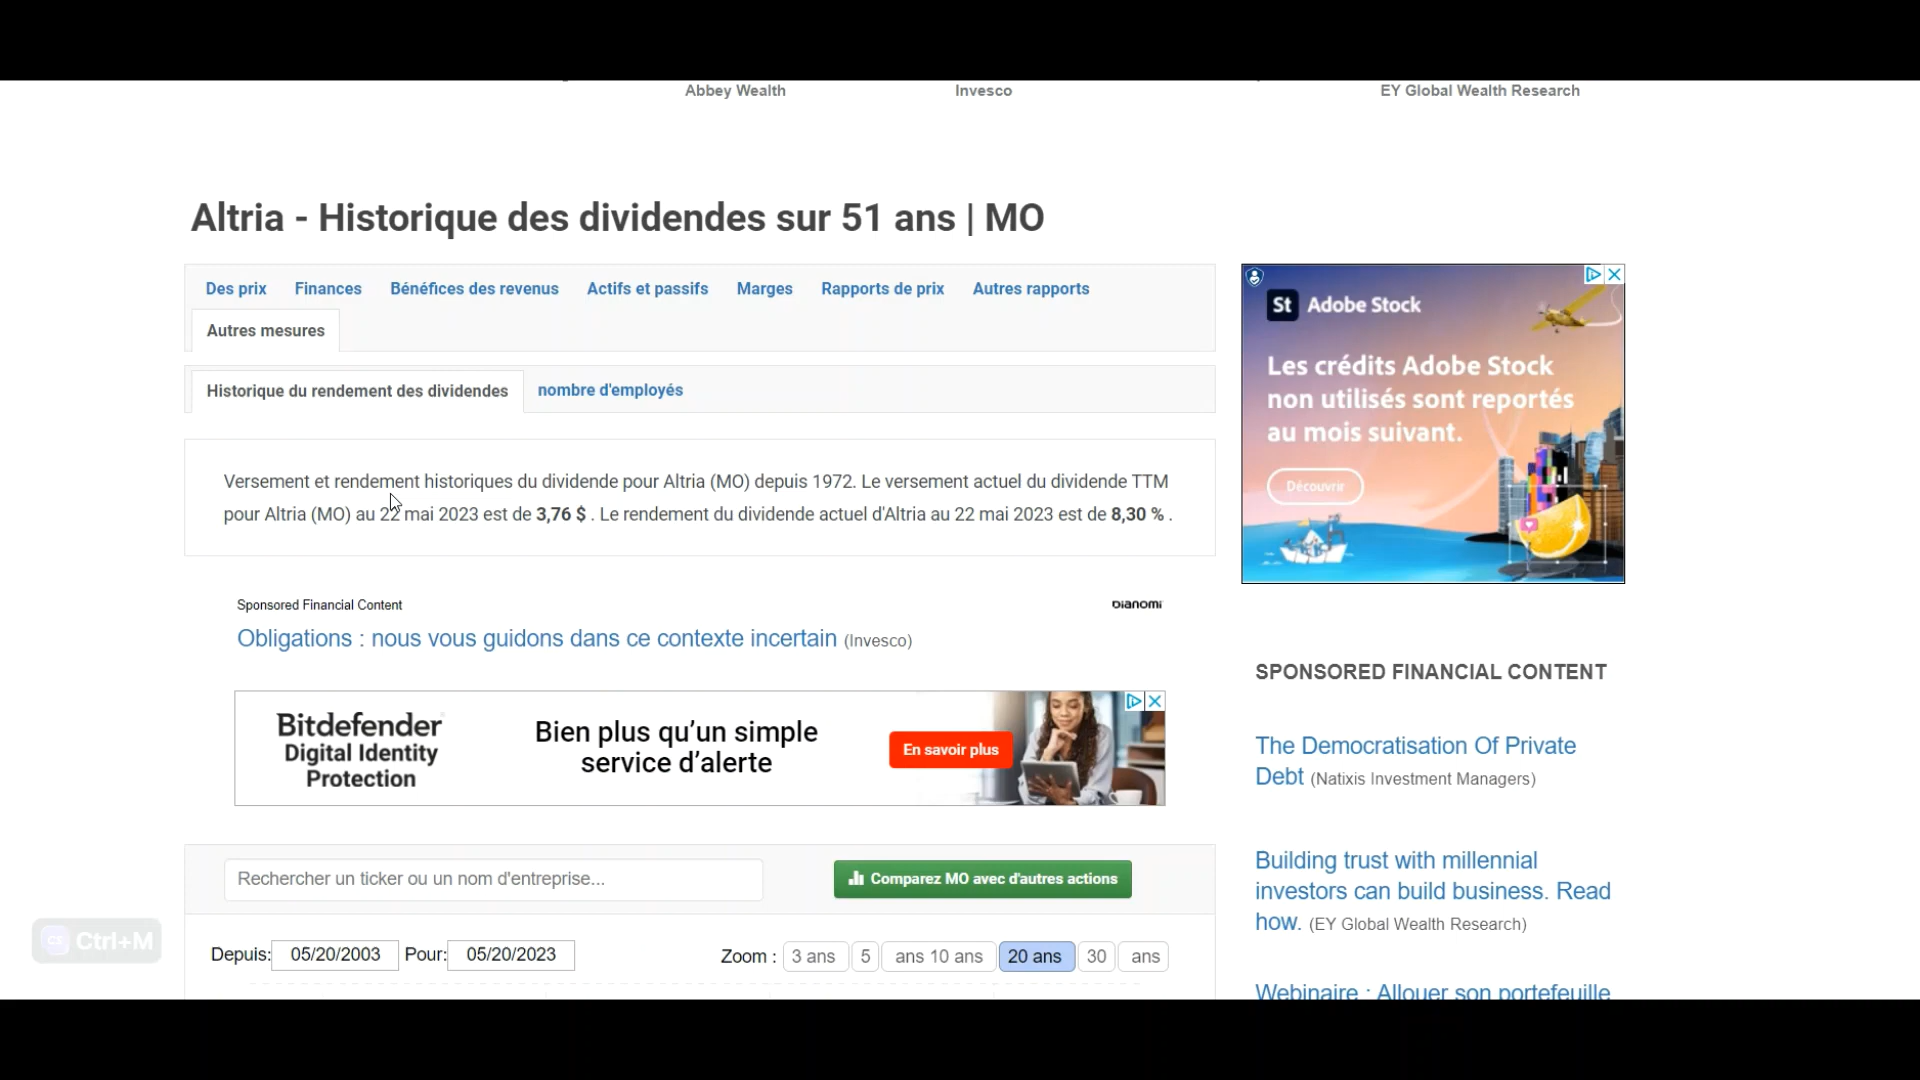 Abbey Wealth
Invesco
EY Global Wealth Research
Altria - Historique des dividendes sur 51 ans | MO
Des prix Finances Bénéfices des revenus Actifs et passifs Marges Rapports de prix Autres rapports
Autres mesures
Historique du rendement des dividendes nombre d'employés
Versement et rendement historiques du dividende pour Altria (MO) depuis 1972. Le versement actuel du dividende TTM
pour Altria (MO) au 22 mai 2023 est de 3,76 $ . Le rendement du dividende actuel d'Altria au 22 mai 2023 est de 8,30 % .
Sponsored Financial Content
bianomi
Obligations : nous vous guidons dans ce contexte incertain (Invesco)
Bitdefender
Digital Identity
Protection
Bien plus qu'un simple
service d'alerte
En savoir plus
Rechercher un ticker ou un nom d'entreprise...
Comparez MO avec d'autres actions
Depuis: 05/20/2003 Pour: 05/20/2023
Zoom : 3 ans 5 ans 10 ans 20 ans 30 ans
Ctrl+M
St Adobe Stock
Les crédits Adobe Stock
non utilisés sont reportés
au mois suivant.
Découvrir
SPONSORED FINANCIAL CONTENT
The Democratisation Of Private
Debt (Natixis Investment Managers)
Building trust with millennial
investors can build business. Read
how. (EY Global Wealth Research)
Webinaire : Allouer son portefeuille